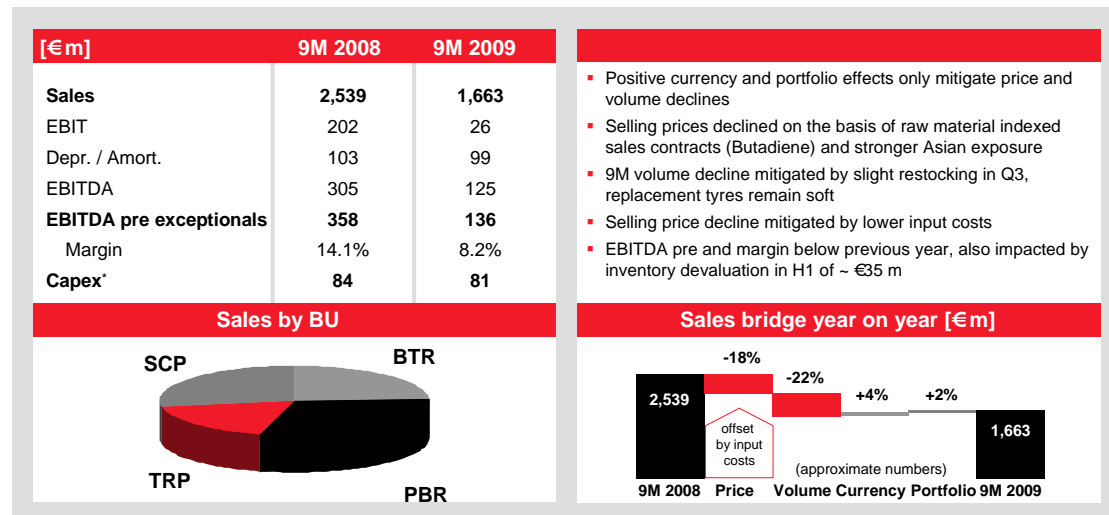 [€m] 9M 2008 9M 2009
Sales 2,539 1,663
EBIT 202 26
Depr. / Amort. 103 99
EBITDA 305 125
EBITDA pre exceptionals 358 136
Margin 14.1% 8.2%
Capex* 84 81
▪ Positive currency and portfolio effects only mitigate price and
volume declines
▪ Selling prices declined on the basis of raw material indexed
sales contracts (Butadiene) and stronger Asian exposure
▪ 9M volume decline mitigated by slight restocking in Q3,
replacement tyres remain soft
▪ Selling price decline mitigated by lower input costs
▪ EBITDA pre and margin below previous year, also impacted by
inventory devaluation in H1 of ~ €35 m
Sales by BU
SCP
BTR
TRP
PBR
Sales bridge year on year [€m]
-18%
-22%
+4%
+2%
2,539
1,663
offset
by input
costs
(approximate numbers)
9M 2008 Price Volume Currency Portfolio 9M 2009